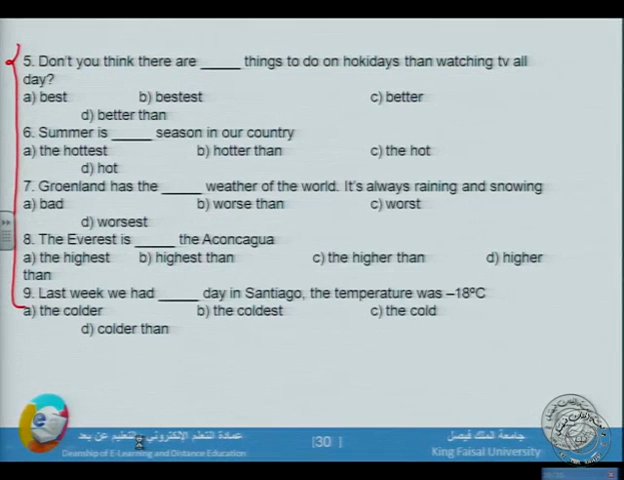 5. Don't you think there are _____ things to do on hokidays than watching tv all
day?
a) best b) bestest c) better
d) better than
6. Summer is _____ season in our country
a) the hottest b) hotter than c) the hot
d) hot
7. Groenland has the _____ weather of the world. It's always raining and snowing
a) bad b) worse than c) worst
d) worsest
8. The Everest is _____ the Aconcagua
a) the highest b) highest than c) the higher than d) higher
than
9. Last week we had _____ day in Santiago, the temperature was –18ºC
a) the colder b) the coldest c) the cold
d) colder than
عمادة التعلم الإلكتروني والتعليم عن بعد
[30 ]
جامعة الملك فيصل
Deanship of E-Learning and Distance Education
King Faisal University